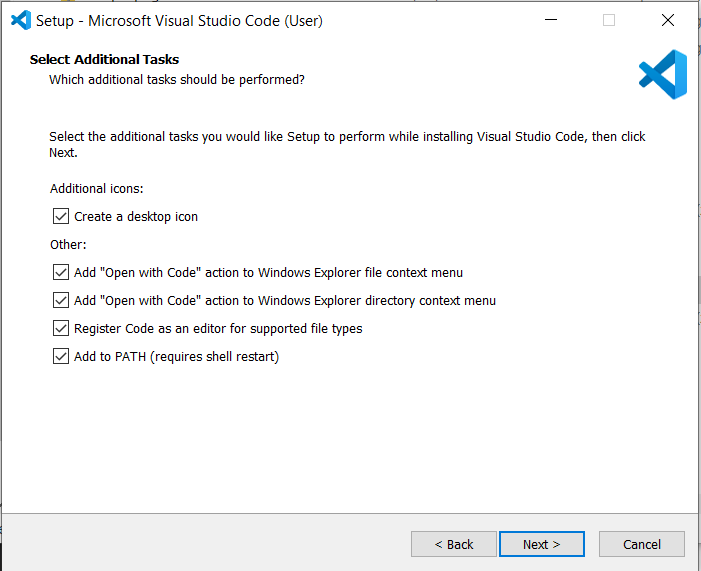 Setup - Microsoft Visual Studio Code (User)
Select Additional Tasks
Which additional tasks should be performed?
Select the additional tasks you would like Setup to perform while installing Visual Studio Code, then click
Next.
Additional icons:
Create a desktop icon
Other:
Add "Open with Code" action to Windows Explorer file context menu
Add "Open with Code" action to Windows Explorer directory context menu
Register Code as an editor for supported file types
Add to PATH (requires shell restart)
< Back Next > Cancel